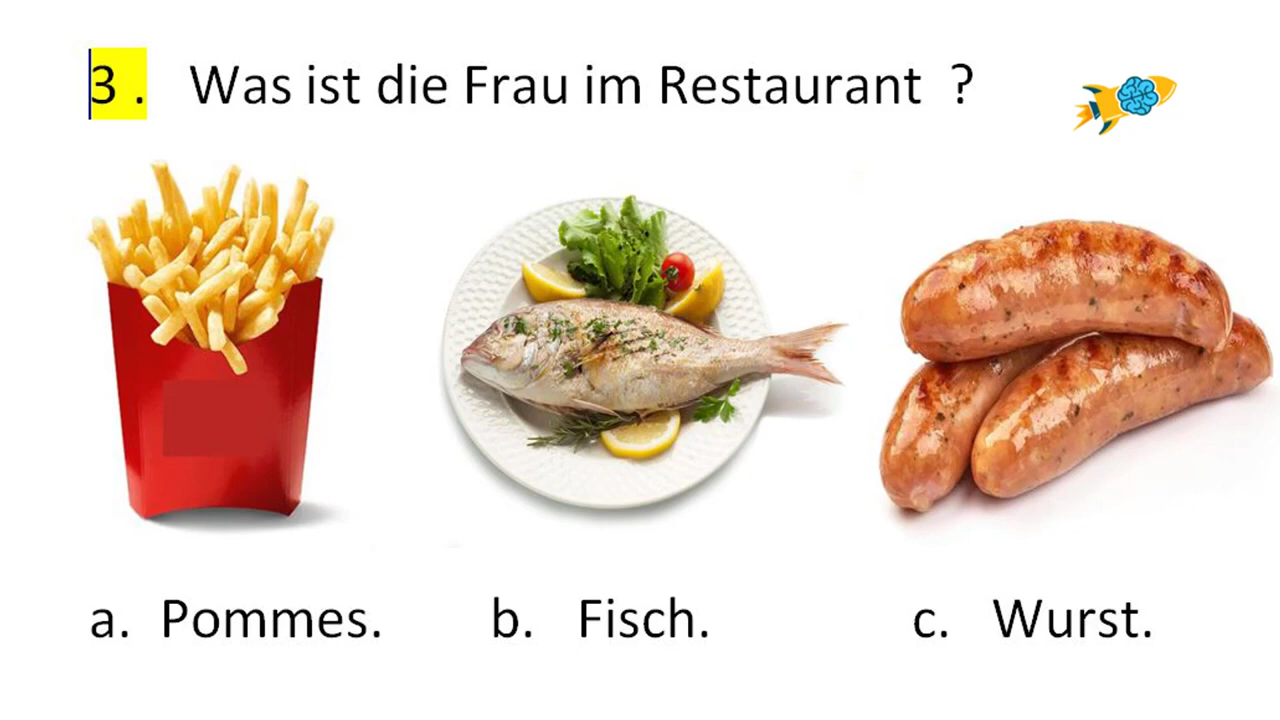 3 . Was ist die Frau im Restaurant ?
a. Pommes. b. Fisch. c. Wurst.